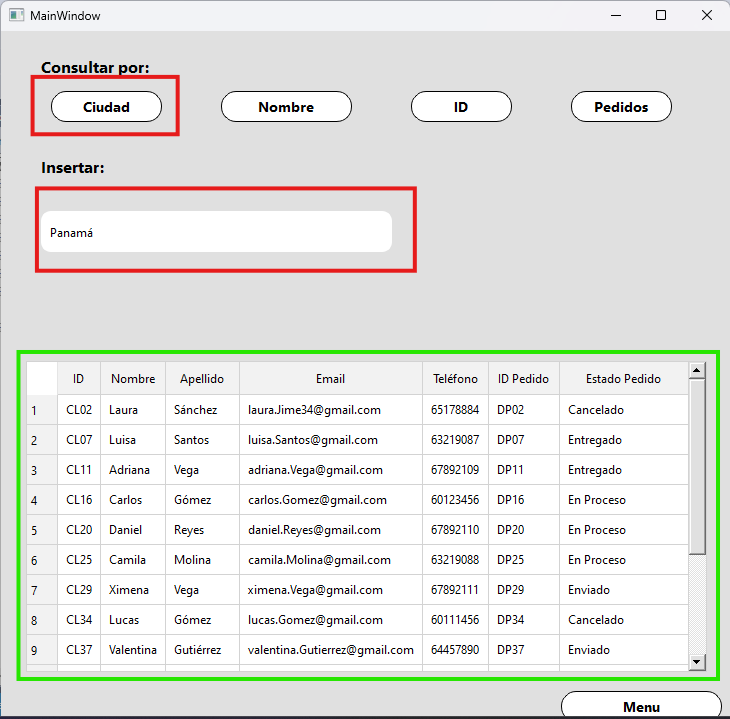 MainWindow
Consultar por:
Ciudad Nombre ID Pedidos
Insertar:
Panamá
ID Nombre Apellido Email Teléfono ID Pedido Estado Pedido
1 CL02 Laura Sánchez laura.Jime34@gmail.com 65178884 DP02 Cancelado
2 CL07 Luisa Santos luisa.Santos@gmail.com 63219087 DP07 Entregado
3 CL11 Adriana Vega adriana.Vega@gmail.com 67892109 DP11 Entregado
4 CL16 Carlos Gómez carlos.Gomez@gmail.com 60123456 DP16 En Proceso
5 CL20 Daniel Reyes daniel.Reyes@gmail.com 67892110 DP20 En Proceso
6 CL25 Camila Molina camila.Molina@gmail.com 63219088 DP25 En Proceso
7 CL29 Ximena Vega ximena.Vega@gmail.com 67892111 DP29 Enviado
8 CL34 Lucas Gómez lucas.Gomez@gmail.com 60111456 DP34 Cancelado
9 CL37 Valentina Gutiérrez valentina.Gutierrez@gmail.com 64457890 DP37 Enviado
Menu